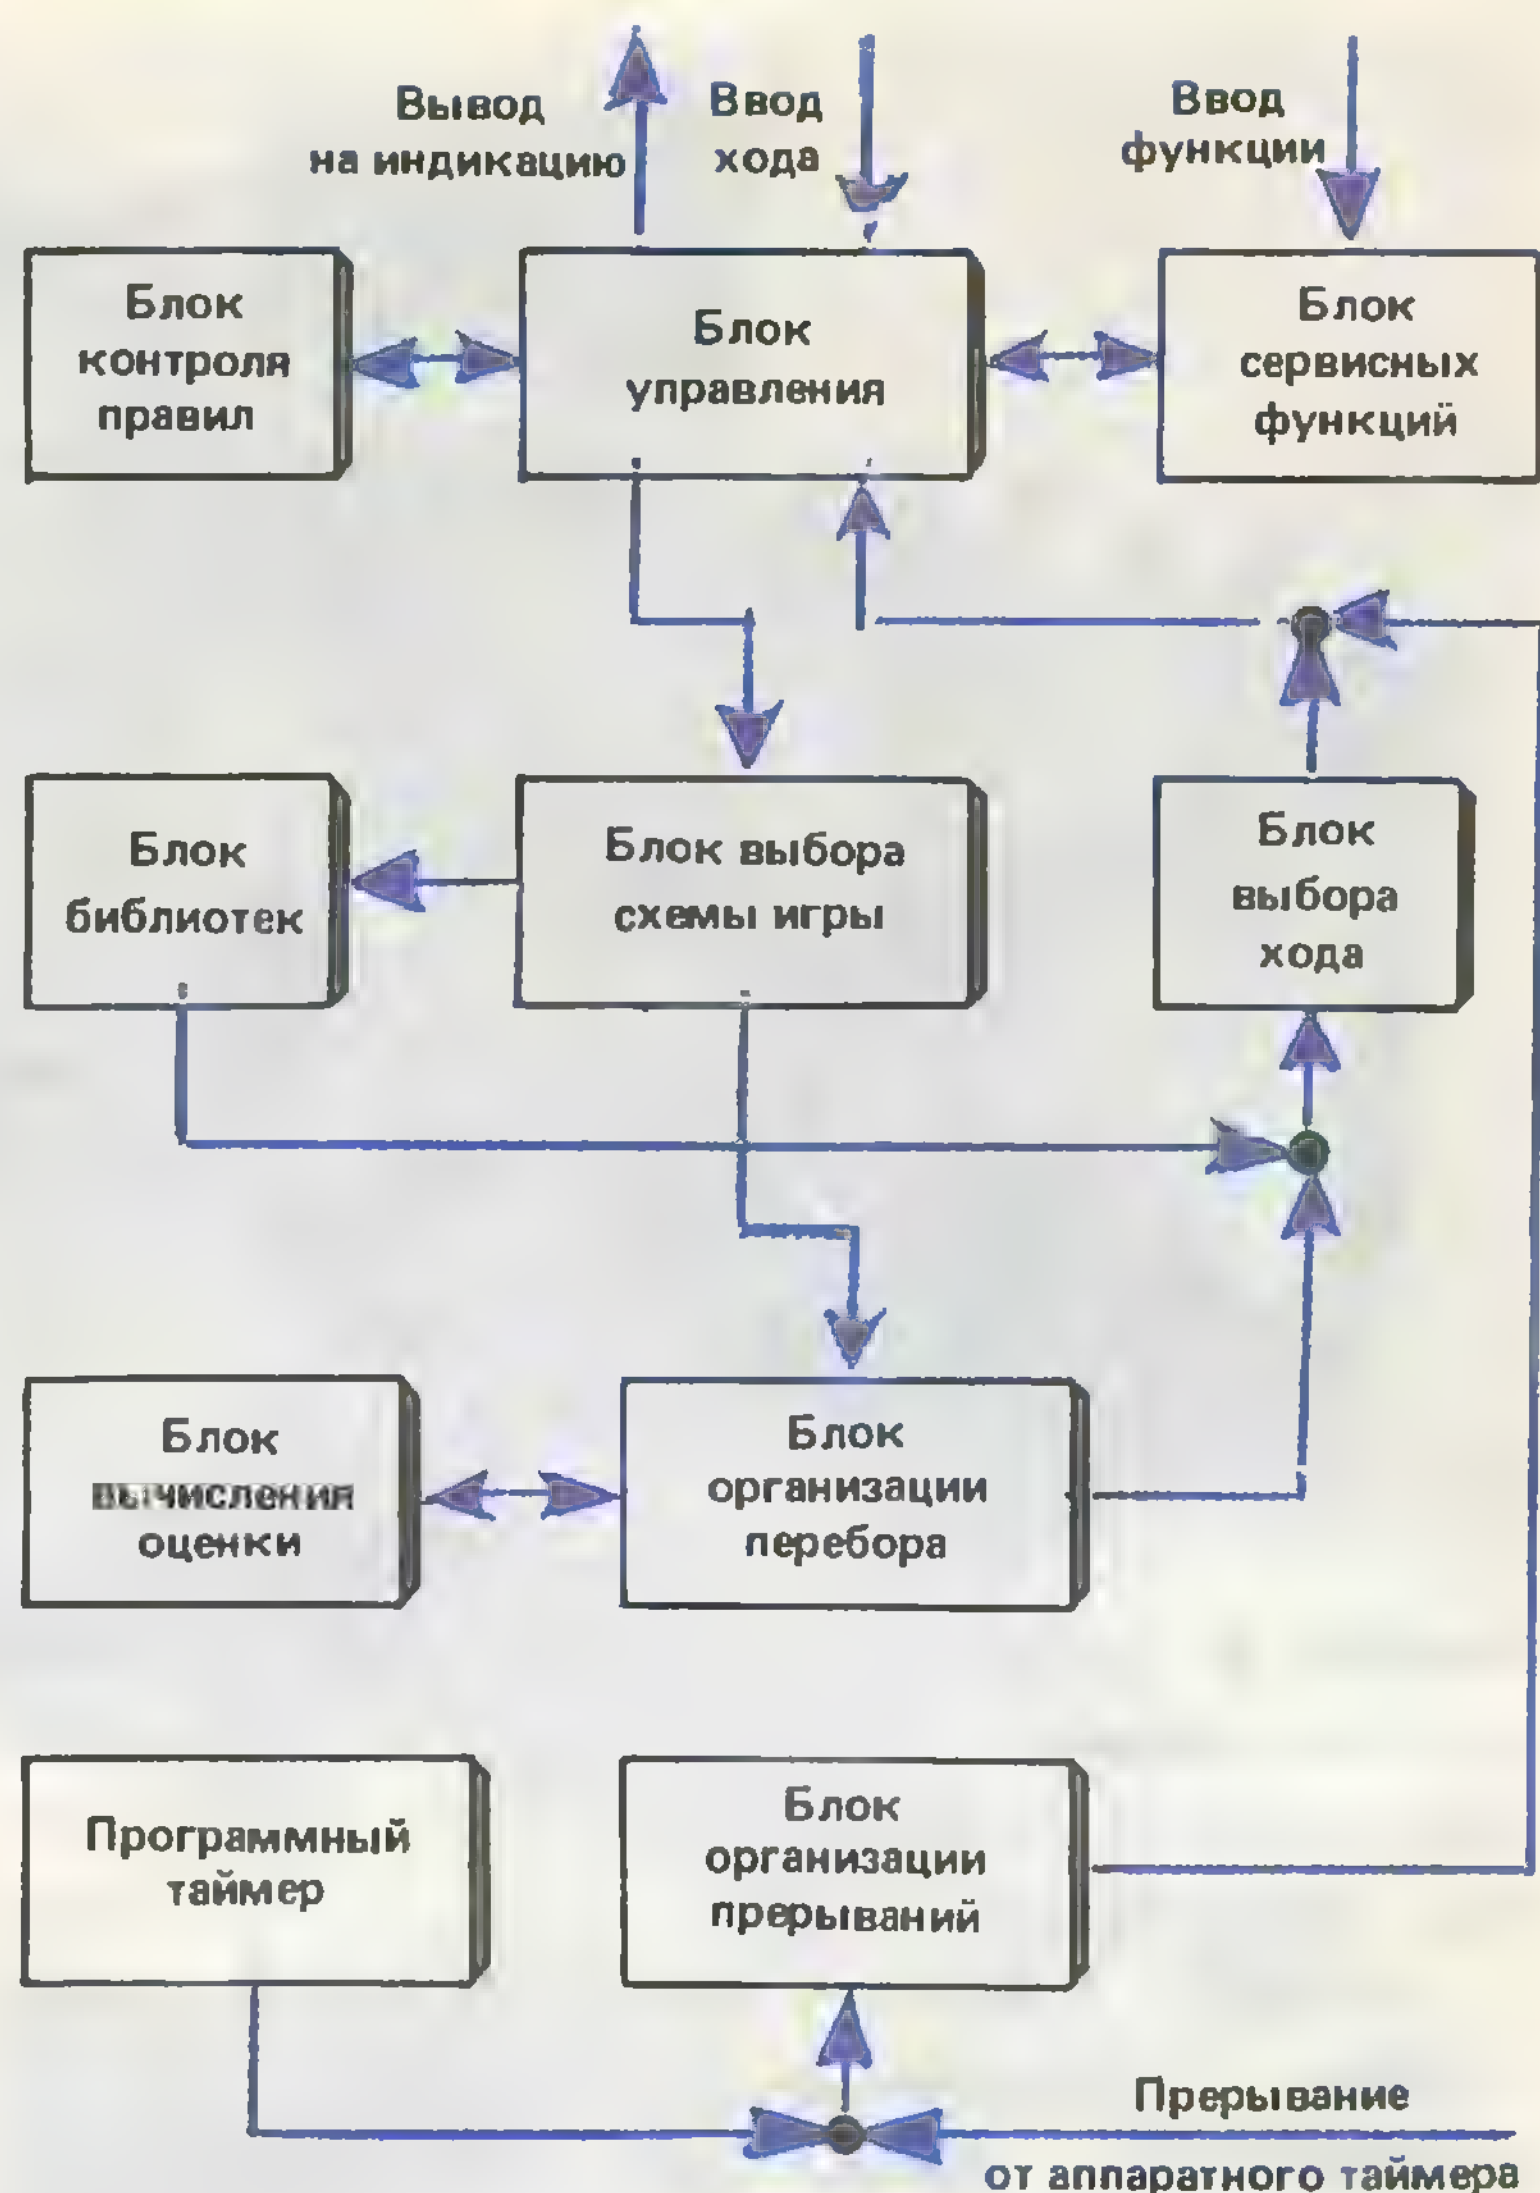 Вывод
на индикацию
Ввод
хода
Ввод
функции
Блок
контроля
правил
Блок
управления
Блок
сервисных
функций
Блок
библиотек
Блок выбора
схемы игры
Блок
выбора
хода
Блок
вычисления
оценки
Блок
организации
перебора
Программный
таймер
Блок
организации
прерываний
Прерывание
от аппаратного таймера